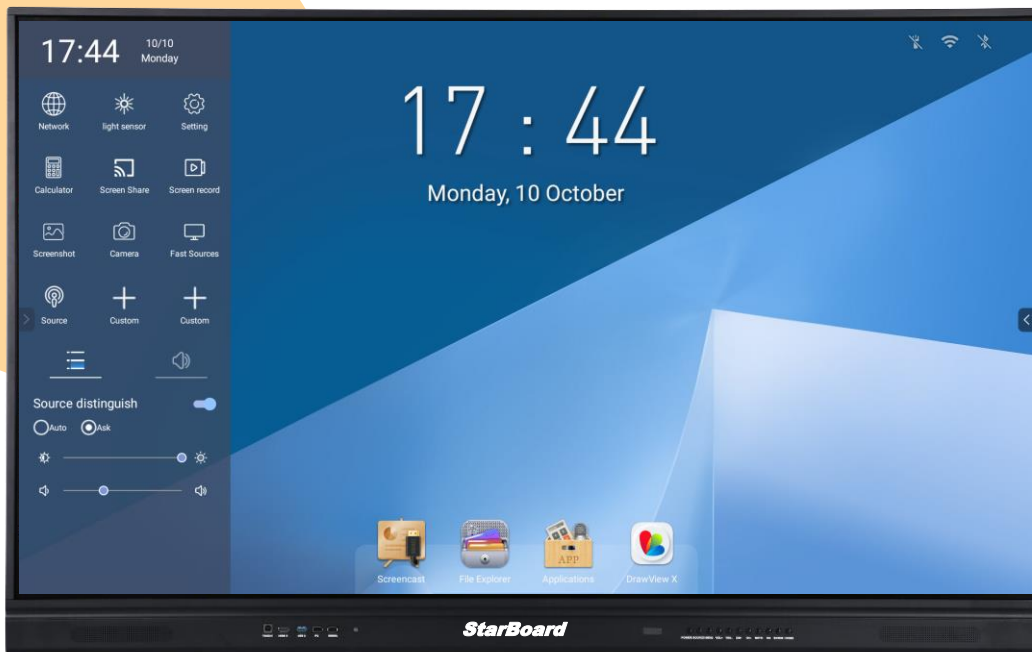 17:44
10/10
Monday
Network
light sensor
Setting
Calculator
Screen Share
Screen record
Screenshot
Camera
Fast Sources
Source
Custom
Custom
Source distinguish
Auto
Ask
17 : 44
Monday, 10 October
Screencast
File Explorer
APP
Applications
DrawView X
StarBoard